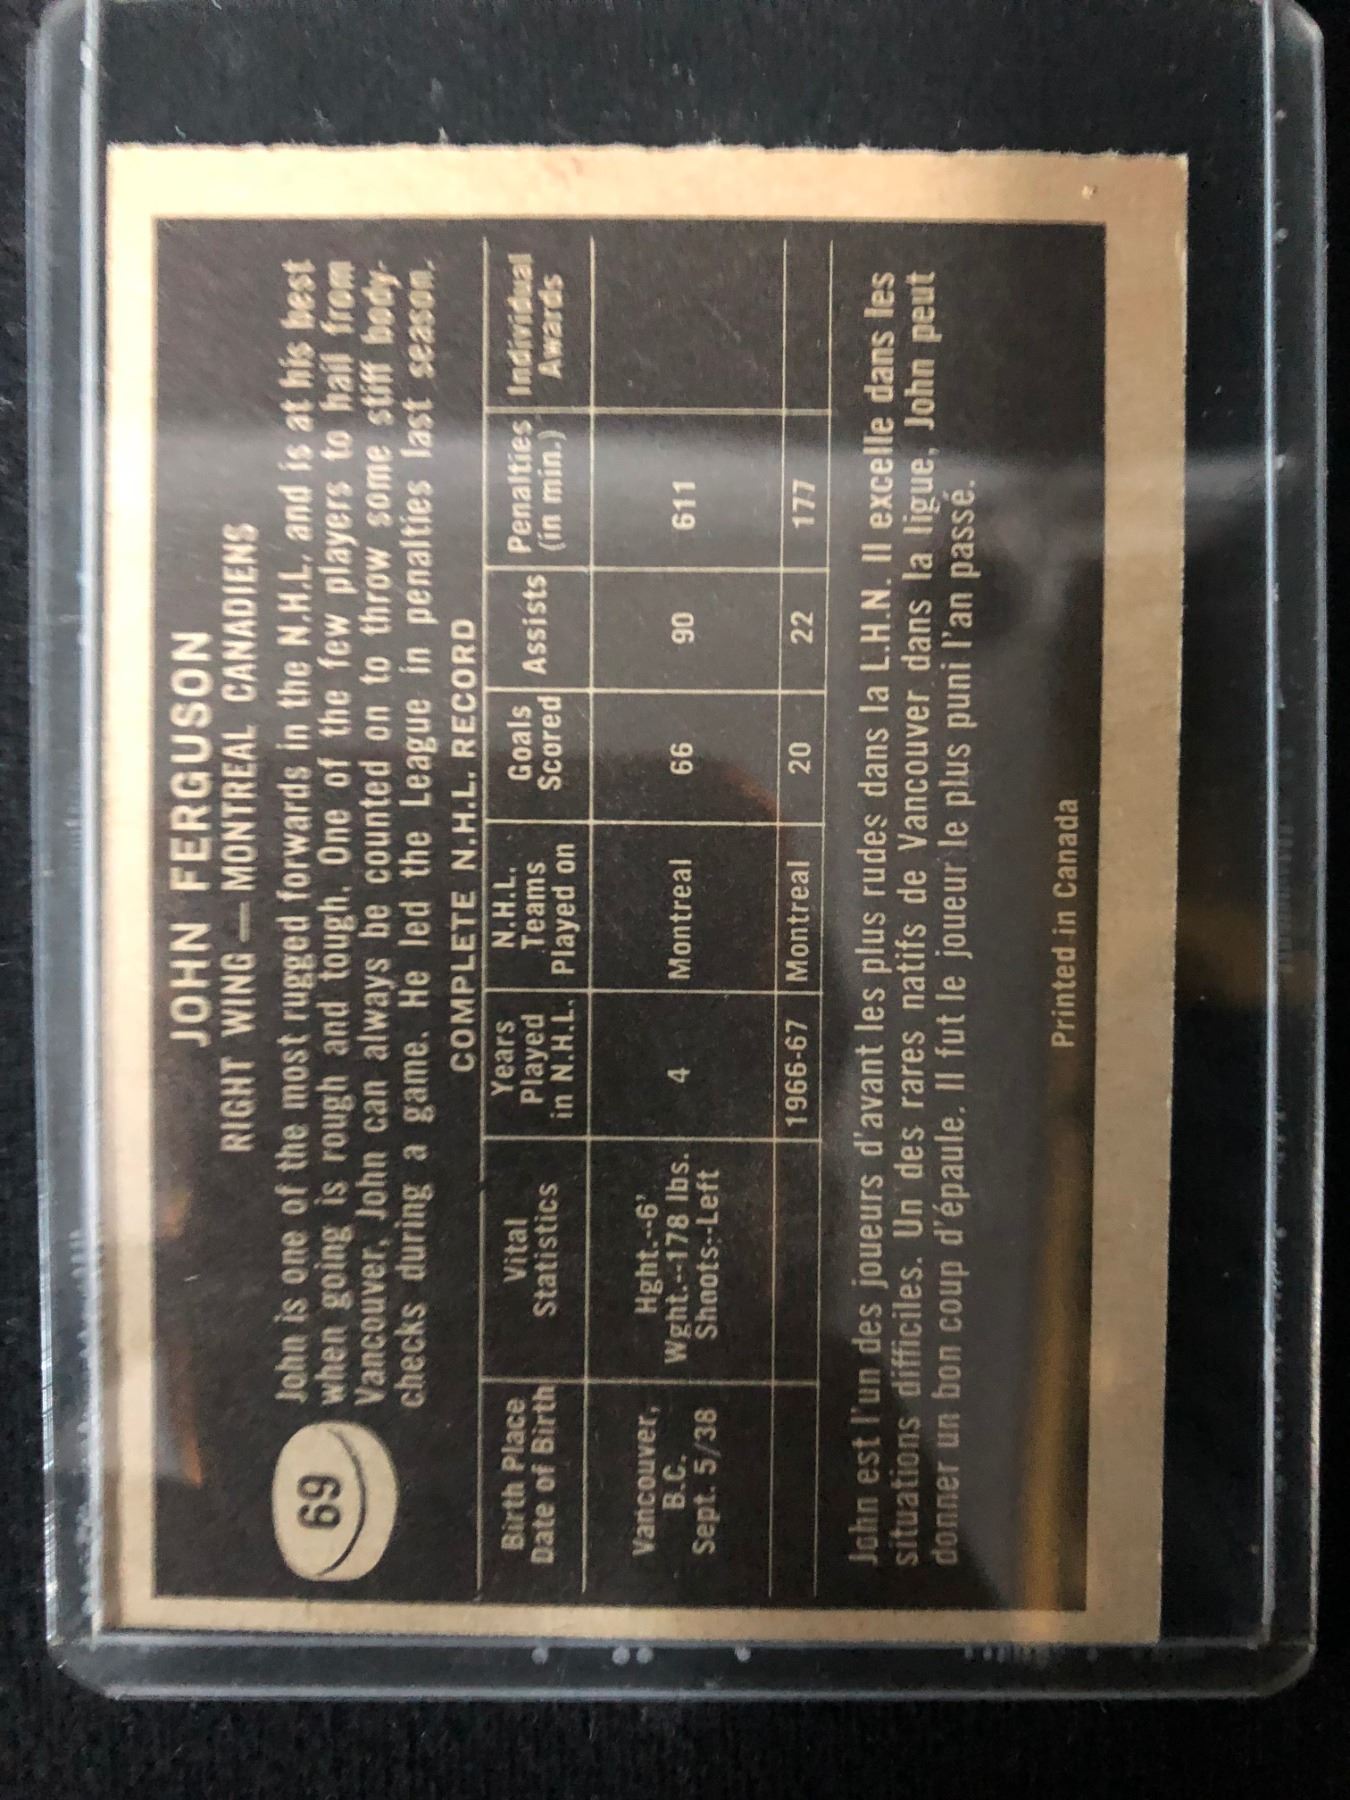 JOHN FERGUSON
RIGHT WING — MONTREAL CANADIENS
69
John is one of the most rugged forwards in the N.H.L. and is at his best
when going is rough and tough. One of the few players to hail from
Vancouver, John can always be counted on to throw some stiff body-
checks during a game. He led the League in penalties last season.
COMPLETE N.H.L. RECORD
Birth Place Date of Birth
Vital Statistics
Years Played in N.H.L.
N.H.L. Teams Played on
Goals Scored
Assists
Penalties (in min.)
Individual Awards
Vancouver, B.C. Sept. 5/38
Hght.--6' Wght.--178 lbs. Shoots--Left
4
Montreal
66
90
611
1966-67
Montreal
20
22
177
John est l'un des joueurs d'avant les plus rudes dans la L.H.N. Il excelle dans les
situations difficiles. Un des rares natifs de Vancouver dans la ligue, John peut
donner un bon coup d'épaule. Il fut le joueur le plus puni l'an passé.
Printed in Canada